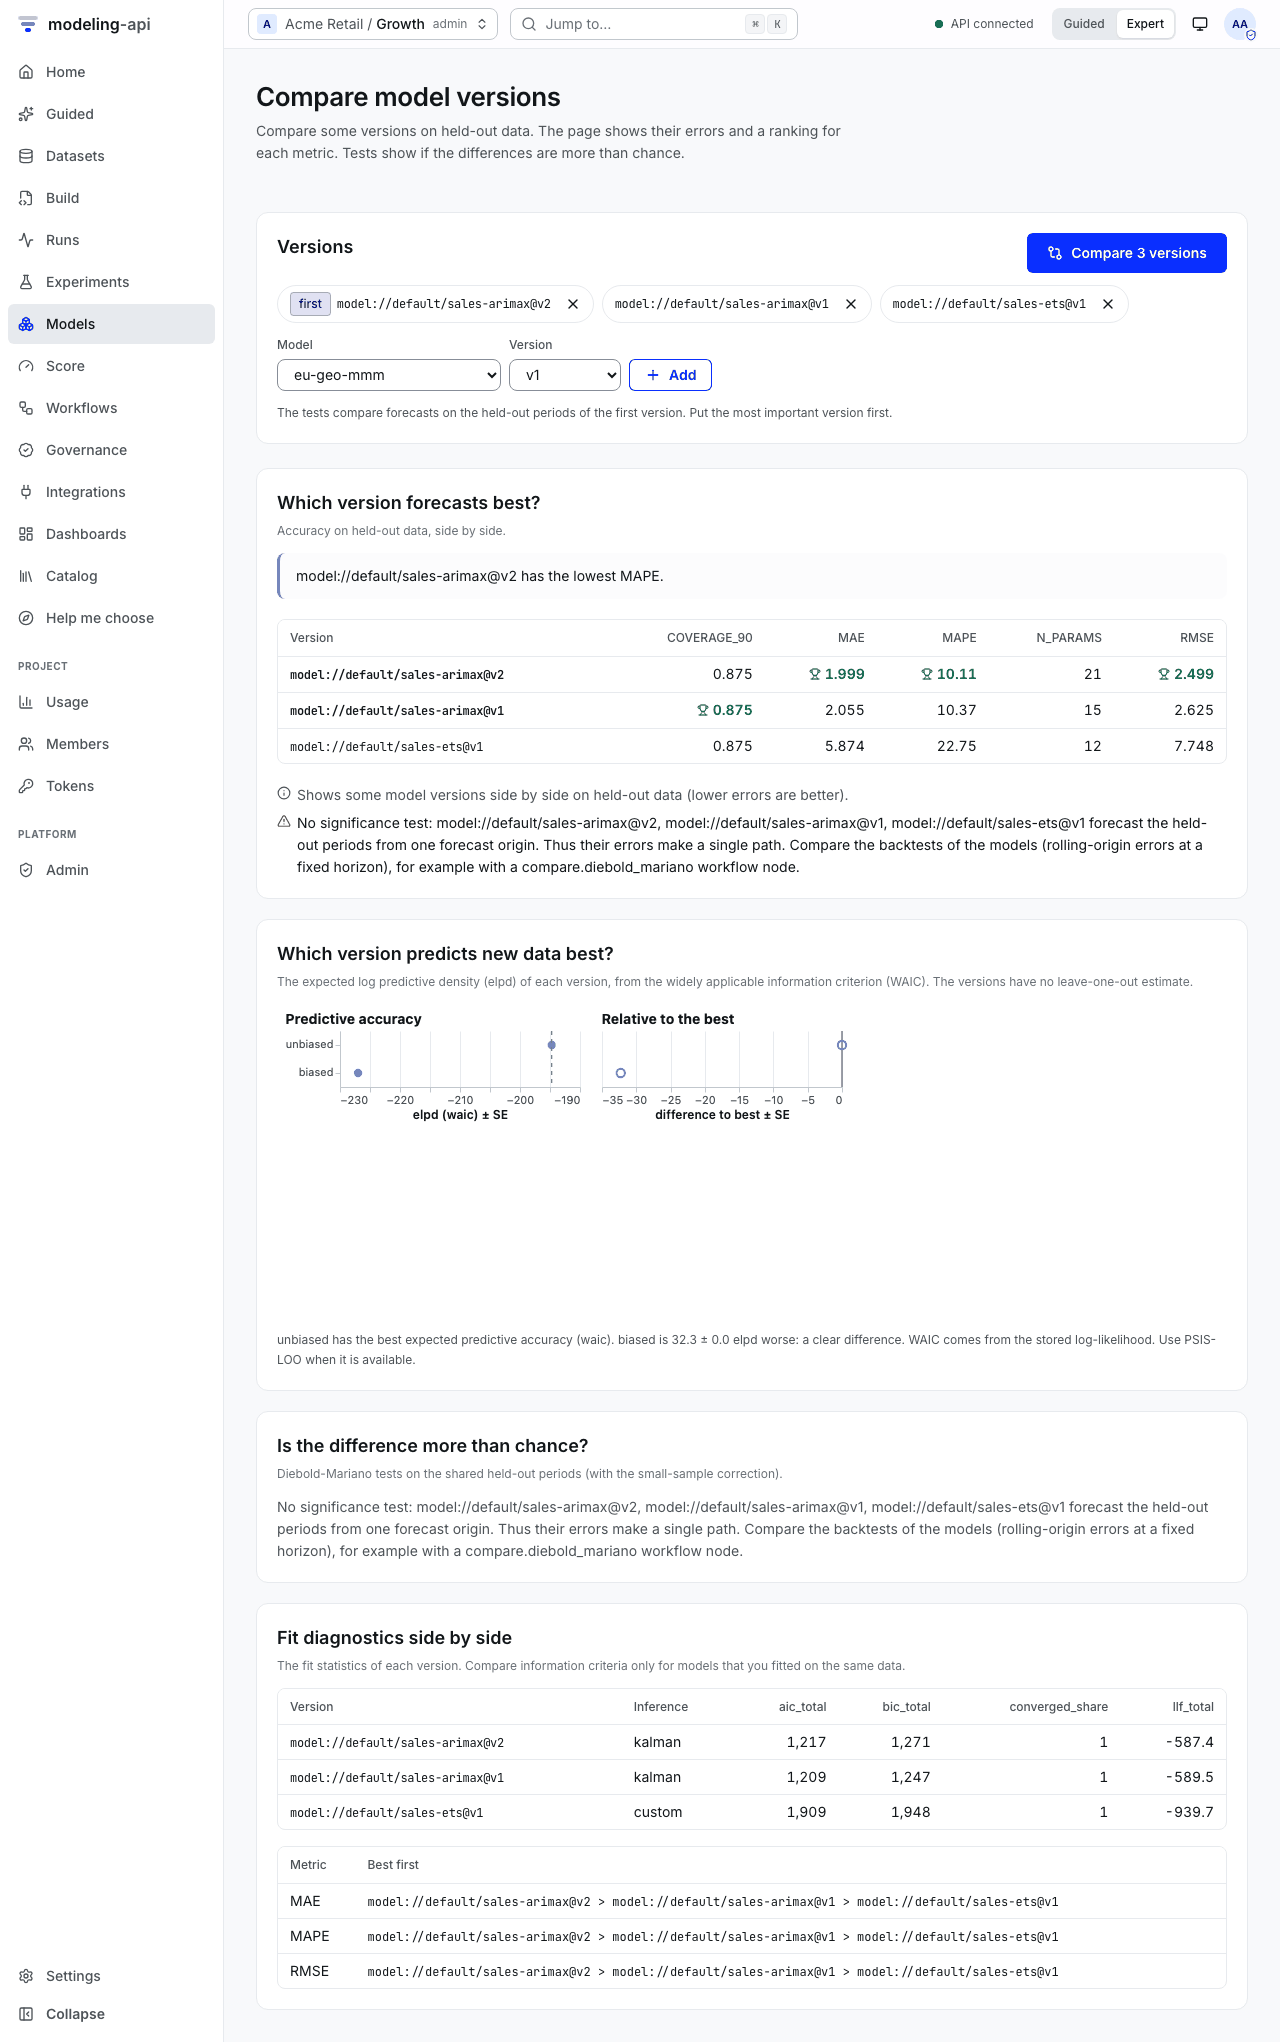 modeling-api
A Acme Retail / Growth admin
Jump to... ⌘ K
API connected
Guided Expert
AA
Home
Guided
Datasets
Build
Runs
Experiments
Models
Score
Workflows
Governance
Integrations
Dashboards
Catalog
Help me choose
PROJECT
Usage
Members
Tokens
PLATFORM
Admin
Settings
Collapse
Compare model versions
Compare some versions on held-out data. The page shows their errors and a ranking for
each metric. Tests show if the differences are more than chance.
Versions
Compare 3 versions
first model://default/sales-arimax@v2 model://default/sales-arimax@v1 model://default/sales-ets@v1
Model Version
eu-geo-mmm v1 Add
The tests compare forecasts on the held-out periods of the first version. Put the most important version first.
Which version forecasts best?
Accuracy on held-out data, side by side.
model://default/sales-arimax@v2 has the lowest MAPE.
Version COVERAGE_90 MAE MAPE N_PARAMS RMSE
model://default/sales-arimax@v2 0.875 1.999 10.11 21 2.499
model://default/sales-arimax@v1 0.875 2.055 10.37 15 2.625
model://default/sales-ets@v1 0.875 5.874 22.75 12 7.748
Shows some model versions side by side on held-out data (lower errors are better).
No significance test: model://default/sales-arimax@v2, model://default/sales-arimax@v1, model://default/sales-ets@v1 forecast the held-
out periods from one forecast origin. Thus their errors make a single path. Compare the backtests of the models (rolling-origin errors at a
fixed horizon), for example with a compare.diebold_mariano workflow node.
Which version predicts new data best?
The expected log predictive density (elpd) of each version, from the widely applicable information criterion (WAIC). The versions have no leave-one-out estimate.
Predictive accuracy Relative to the best
unbiased
biased
−230 −220 −210 −200 −190 −35 −30 −25 −20 −15 −10 −5 0
elpd (waic) ± SE difference to best ± SE
unbiased has the best expected predictive accuracy (waic). biased is 32.3 ± 0.0 elpd worse: a clear difference. WAIC comes from the stored log-likelihood. Use PSIS-
LOO when it is available.
Is the difference more than chance?
Diebold-Mariano tests on the shared held-out periods (with the small-sample correction).
No significance test: model://default/sales-arimax@v2, model://default/sales-arimax@v1, model://default/sales-ets@v1 forecast the held-out
periods from one forecast origin. Thus their errors make a single path. Compare the backtests of the models (rolling-origin errors at a fixed
horizon), for example with a compare.diebold_mariano workflow node.
Fit diagnostics side by side
The fit statistics of each version. Compare information criteria only for models that you fitted on the same data.
Version Inference aic_total bic_total converged_share llf_total
model://default/sales-arimax@v2 kalman 1,217 1,271 1 -587.4
model://default/sales-arimax@v1 kalman 1,209 1,247 1 -589.5
model://default/sales-ets@v1 custom 1,909 1,948 1 -939.7
Metric Best first
MAE model://default/sales-arimax@v2 > model://default/sales-arimax@v1 > model://default/sales-ets@v1
MAPE model://default/sales-arimax@v2 > model://default/sales-arimax@v1 > model://default/sales-ets@v1
RMSE model://default/sales-arimax@v2 > model://default/sales-arimax@v1 > model://default/sales-ets@v1